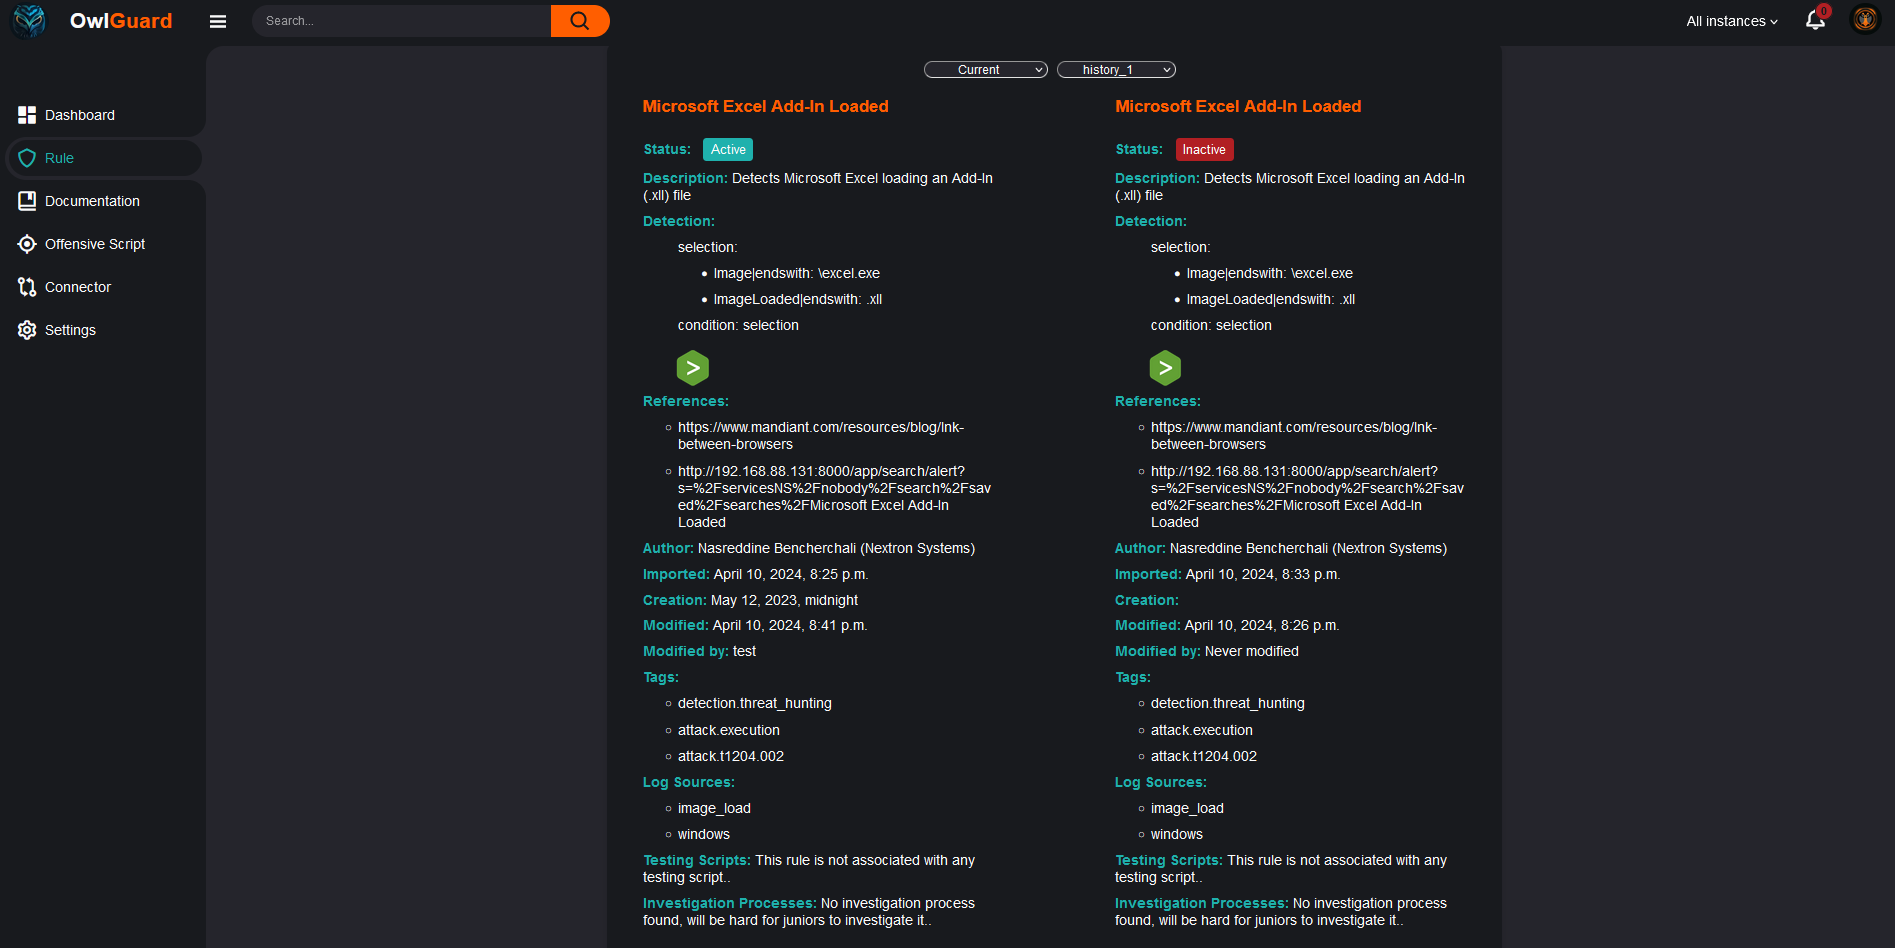 OwlGuard
Search...
All instances
0
Dashboard
Rule
Documentation
Offensive Script
Connector
Settings
Current
history_1
Microsoft Excel Add-In Loaded
Status: Active
Description: Detects Microsoft Excel loading an Add-In
(.xll) file
Detection:
selection:
Image|endswith: \excel.exe
ImageLoaded|endswith: .xll
condition: selection
>
References:
https://www.mandiant.com/resources/blog/lnk-
between-browsers
http://192.168.88.131:8000/app/search/alert?
s=%2FservicesNS%2Fnobody%2Fsearch%2Fsav
ed%2Fsearches%2FMicrosoft Excel Add-In
Loaded
Author: Nasreddine Bencherchali (Nextron Systems)
Imported: April 10, 2024, 8:25 p.m.
Creation: May 12, 2023, midnight
Modified: April 10, 2024, 8:41 p.m.
Modified by: test
Tags:
detection.threat_hunting
attack.execution
attack.t1204.002
Log Sources:
image_load
windows
Testing Scripts: This rule is not associated with any
testing script..
Investigation Processes: No investigation process
found, will be hard for juniors to investigate it..
Microsoft Excel Add-In Loaded
Status: Inactive
Description: Detects Microsoft Excel loading an Add-In
(.xll) file
Detection:
selection:
Image|endswith: \excel.exe
ImageLoaded|endswith: .xll
condition: selection
>
References:
https://www.mandiant.com/resources/blog/lnk-
between-browsers
http://192.168.88.131:8000/app/search/alert?
s=%2FservicesNS%2Fnobody%2Fsearch%2Fsav
ed%2Fsearches%2FMicrosoft Excel Add-In
Loaded
Author: Nasreddine Bencherchali (Nextron Systems)
Imported: April 10, 2024, 8:33 p.m.
Creation:
Modified: April 10, 2024, 8:26 p.m.
Modified by: Never modified
Tags:
detection.threat_hunting
attack.execution
attack.t1204.002
Log Sources:
image_load
windows
Testing Scripts: This rule is not associated with any
testing script..
Investigation Processes: No investigation process
found, will be hard for juniors to investigate it..